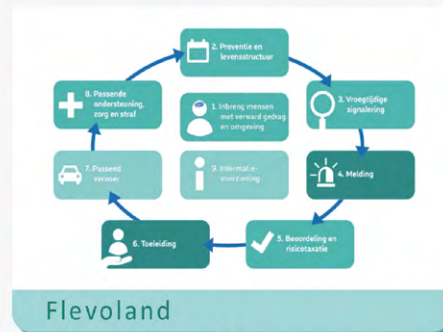 2. Preventie en
levensstructuur
8. Passende
ondersteuning,
zorg en straf
1. Inbreng mensen
met verward gedrag
en omgeving
3. Vroegtijdige
signalering
7. Passend
vervoer
9. Informatie-
voorziening
4. Melding
6. Toeleiding
5. Beoordeling en
risicotaxatie
Flevoland